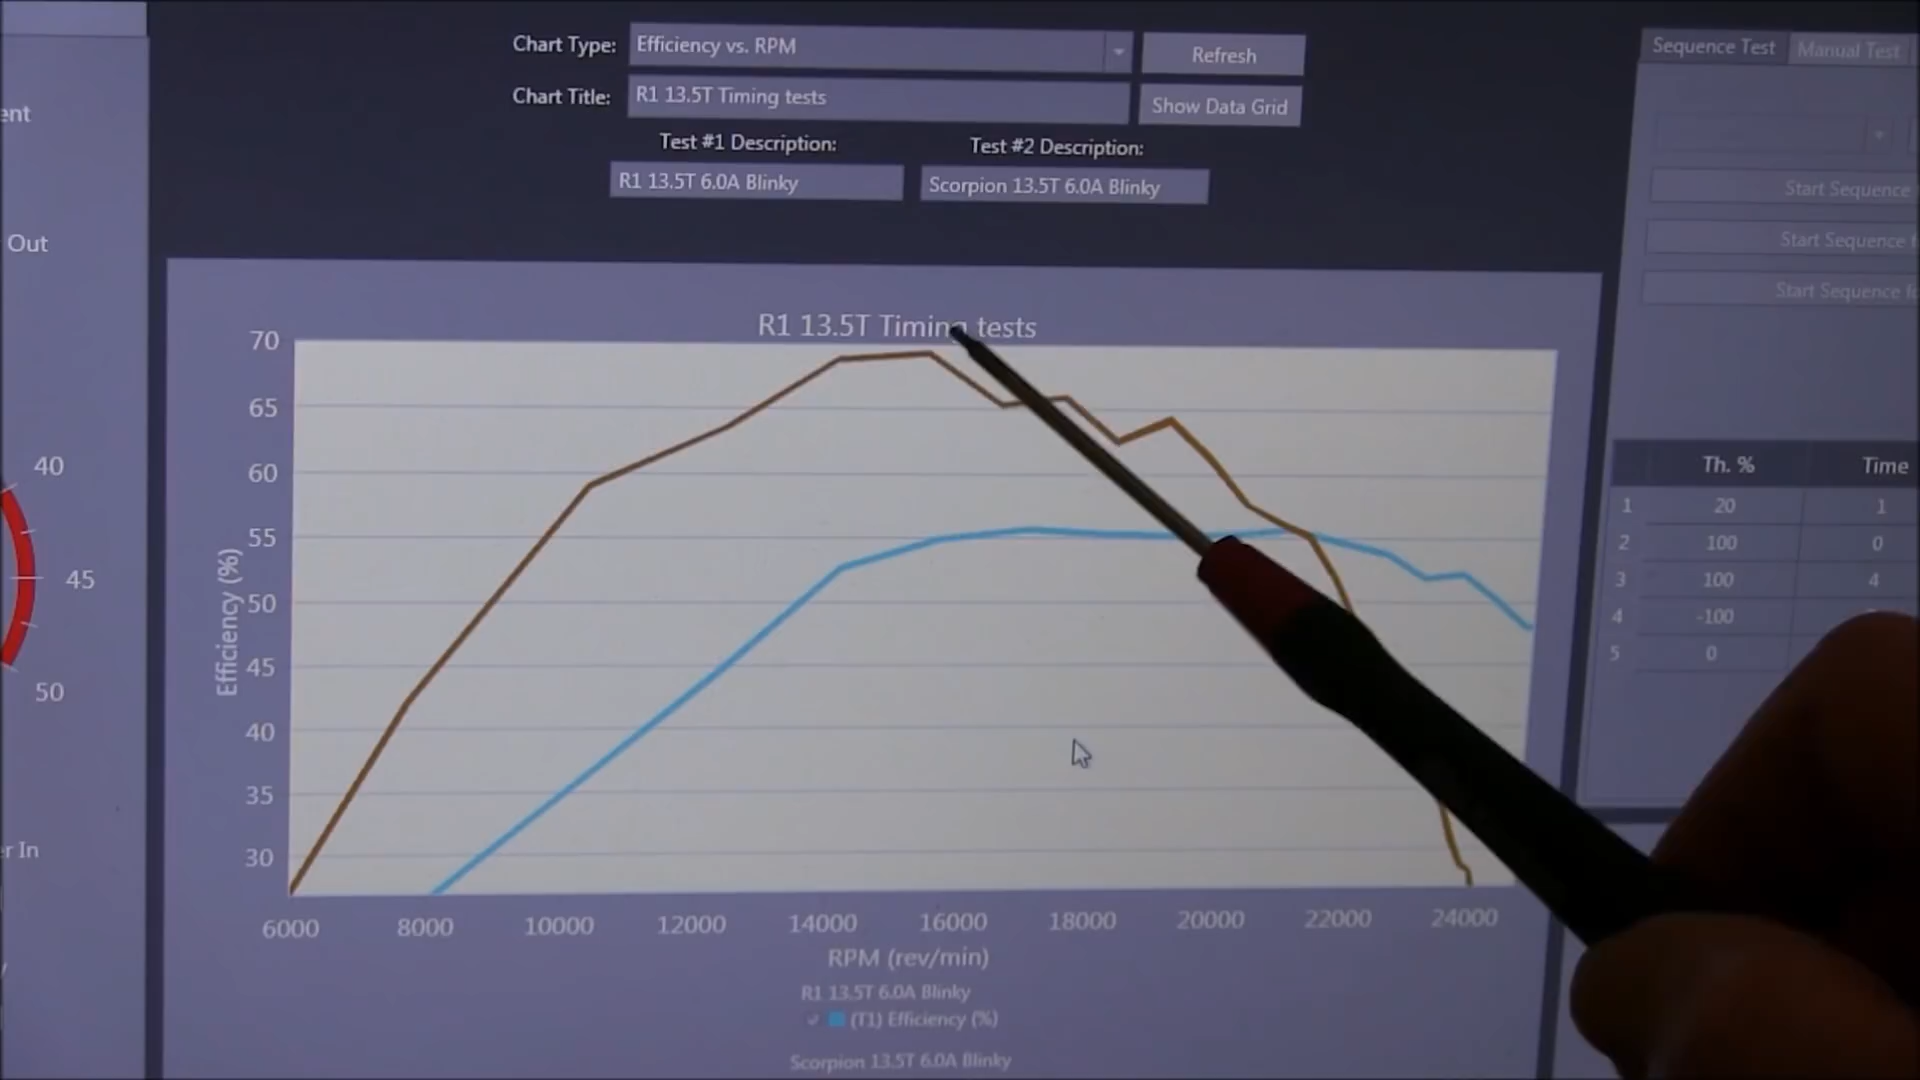 Chart Type: Efficiency vs. RPM Refresh
Chart Title: R1 13.5T Timing tests Show Data Grid
Test #1 Description: Test #2 Description:
R1 13.5T 6.0A Blinky Scorpion 13.5T 6.0A Blinky
Sequence Test Manual Test
Start Sequence
Start Sequence
Start Sequence
ent
Out
40
45
50
er In
R1 13.5T Timing tests
Efficiency (%)
70
65
60
55
50
45
40
35
30
6000 8000 10000 12000 14000 16000 18000 20000 22000 24000
RPM (rev/min)
R1 13.5T 6.0A Blinky
(T1) Efficiency (%)
Scorpion 13.5T 6.0A Blinky
Th. % Time
1 20 1
2 100 0
3 100 4
4 -100
5 0